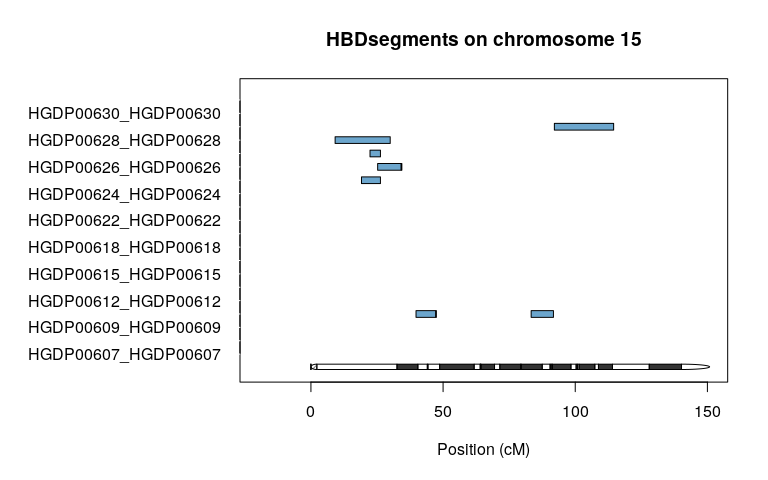 HBDsegments on chromosome 15
HGDP00630_HGDP00630
HGDP00628_HGDP00628
HGDP00626_HGDP00626
HGDP00624_HGDP00624
HGDP00622_HGDP00622
HGDP00618_HGDP00618
HGDP00615_HGDP00615
HGDP00612_HGDP00612
HGDP00609_HGDP00609
HGDP00607_HGDP00607
0 50 100 150
Position (cM)